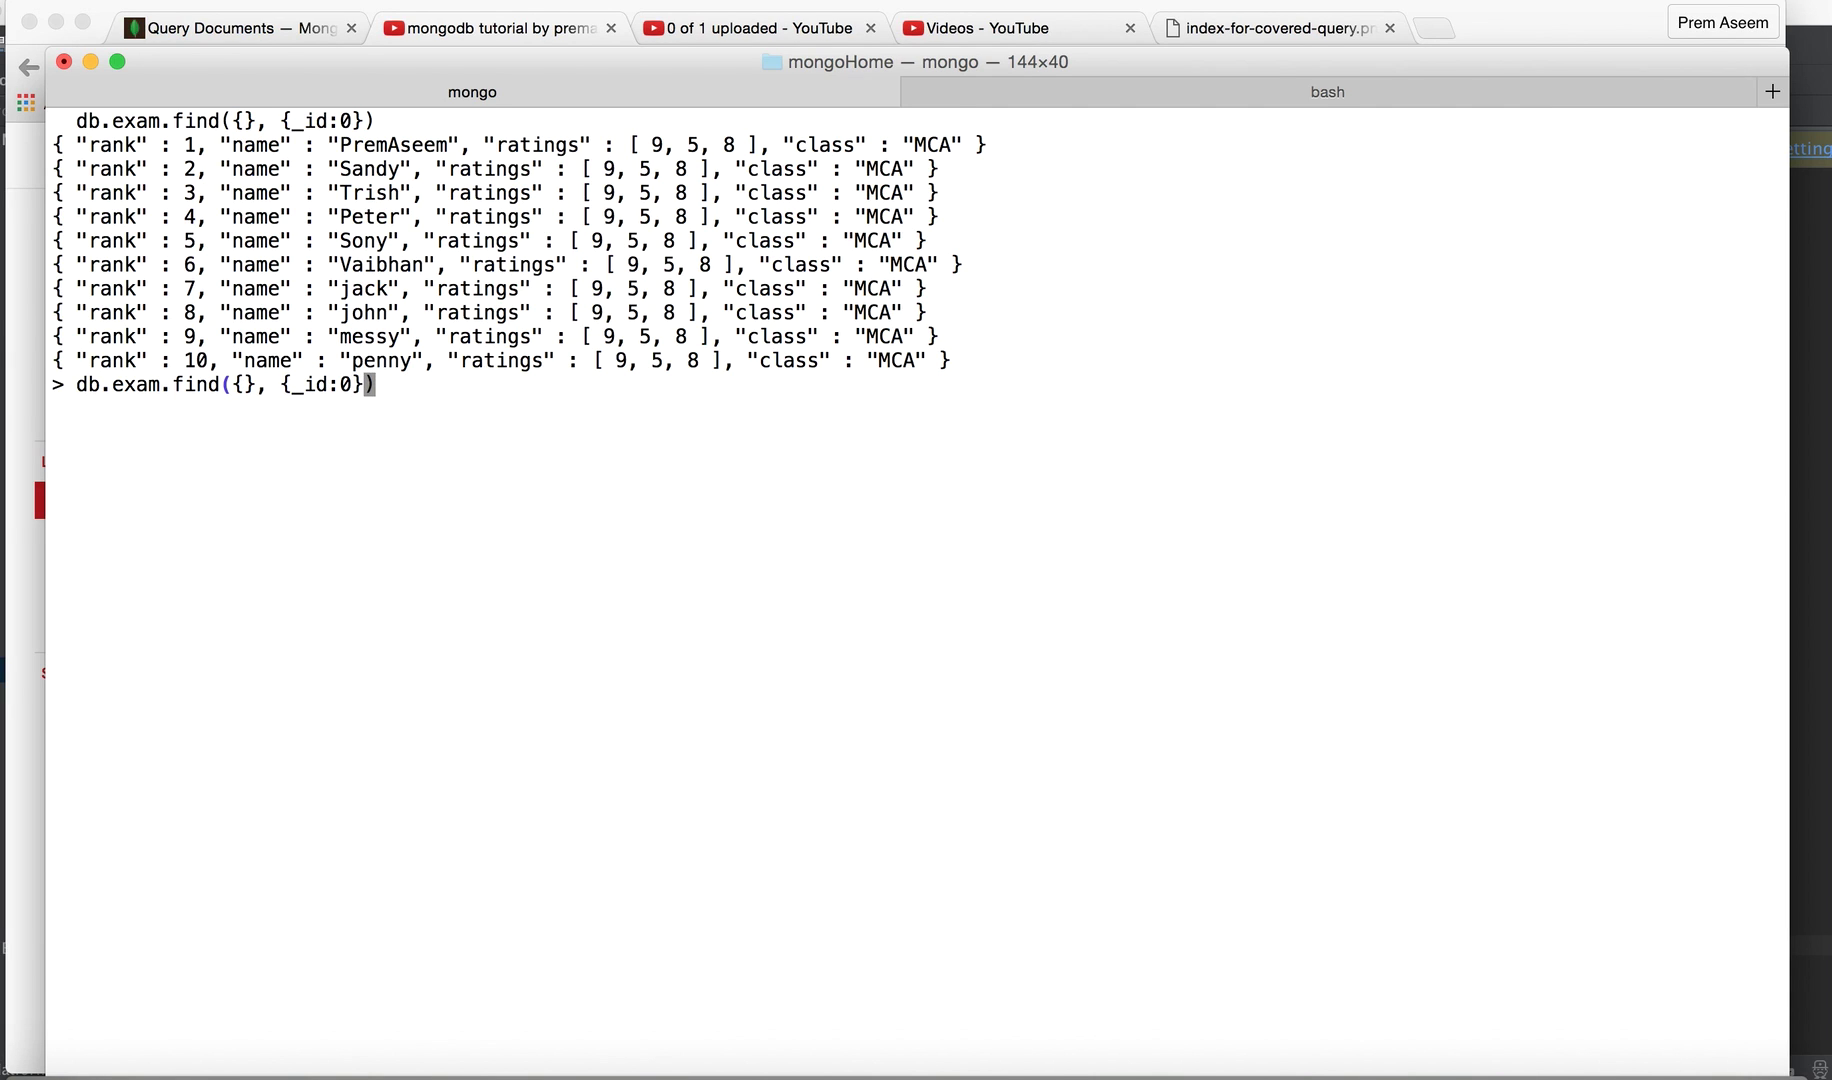 Query Documents — Mong
mongodb tutorial by prema
0 of 1 uploaded - YouTube
Videos - YouTube
index-for-covered-query.pr
Prem Aseem
mongoHome — mongo — 144×40
mongo
bash
db.exam.find({}, {_id:0})
{ "rank" : 1, "name" : "PremAseem", "ratings" : [ 9, 5, 8 ], "class" : "MCA" }
{ "rank" : 2, "name" : "Sandy", "ratings" : [ 9, 5, 8 ], "class" : "MCA" }
{ "rank" : 3, "name" : "Trish", "ratings" : [ 9, 5, 8 ], "class" : "MCA" }
{ "rank" : 4, "name" : "Peter", "ratings" : [ 9, 5, 8 ], "class" : "MCA" }
{ "rank" : 5, "name" : "Sony", "ratings" : [ 9, 5, 8 ], "class" : "MCA" }
{ "rank" : 6, "name" : "Vaibhan", "ratings" : [ 9, 5, 8 ], "class" : "MCA" }
{ "rank" : 7, "name" : "jack", "ratings" : [ 9, 5, 8 ], "class" : "MCA" }
{ "rank" : 8, "name" : "john", "ratings" : [ 9, 5, 8 ], "class" : "MCA" }
{ "rank" : 9, "name" : "messy", "ratings" : [ 9, 5, 8 ], "class" : "MCA" }
{ "rank" : 10, "name" : "penny", "ratings" : [ 9, 5, 8 ], "class" : "MCA" }
> db.exam.find({}, {_id:0})
etting